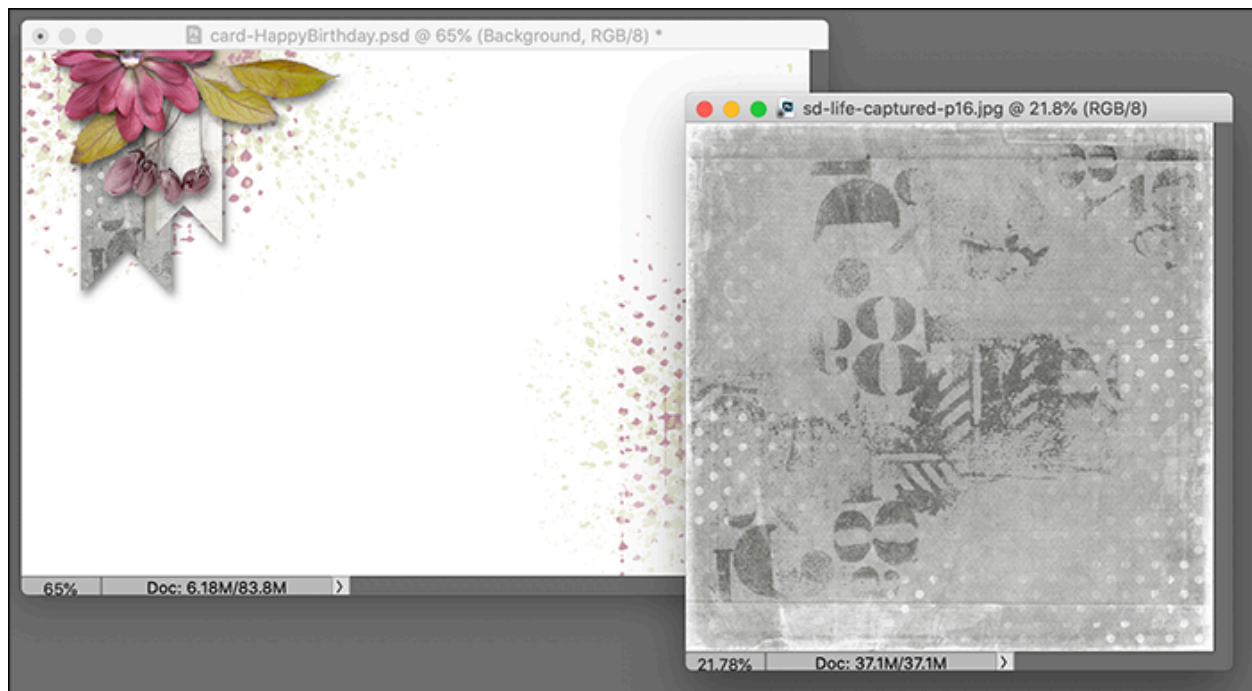 card-HappyBirthday.psd @ 65% (Background, RGB/8) *
65%
Doc: 6.18M/83.8M
sd-life-captured-p16.jpg @ 21.8% (RGB/8)
21.78%
Doc: 37.1M/37.1M